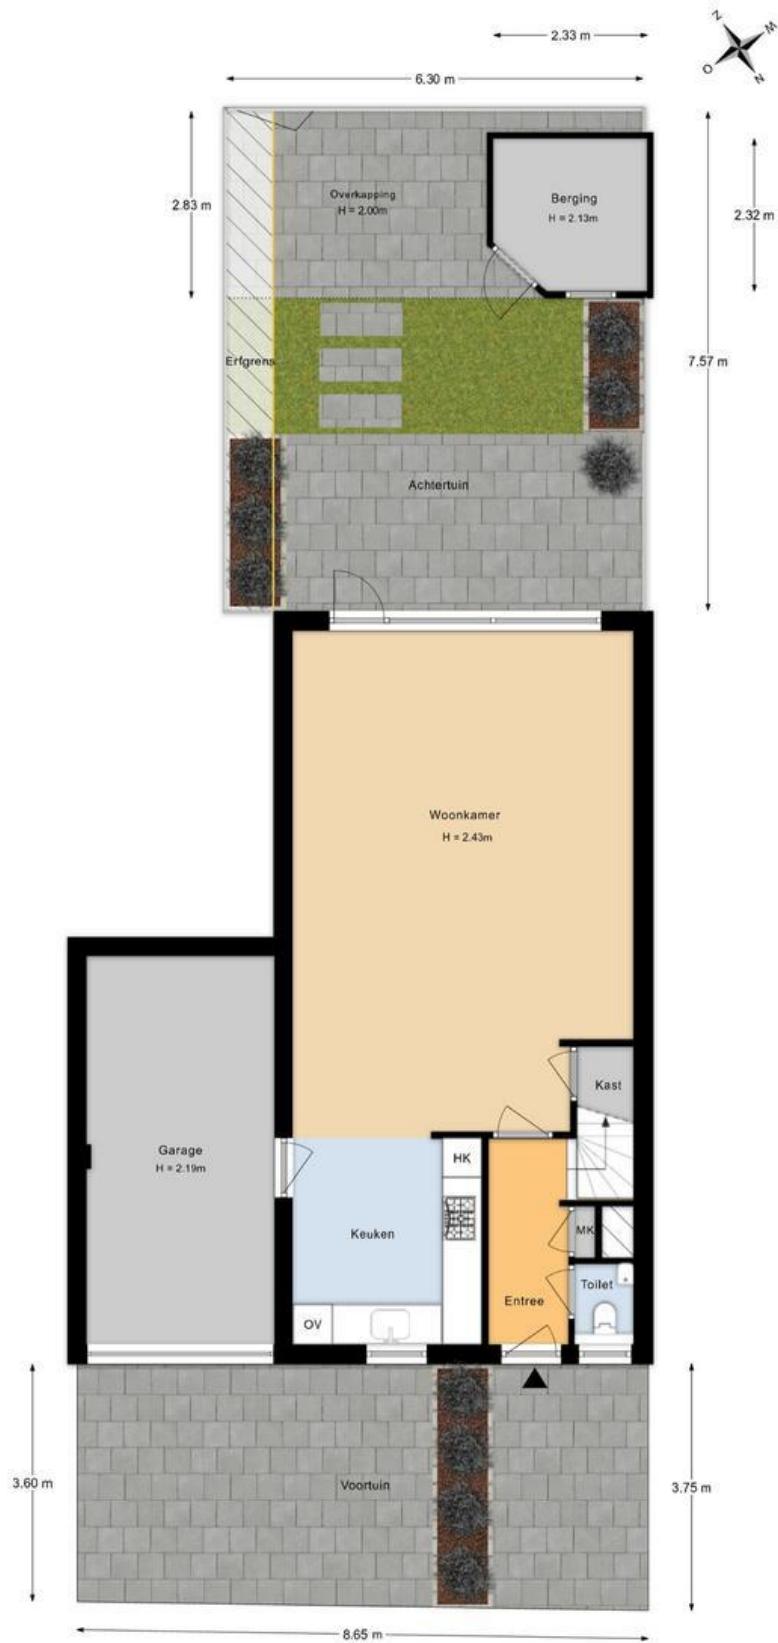 2.33 m
Z
W
O
N
6.30 m
2.83 m
Overkapping
H = 2.00m
Berging
H = 2.13m
2.32 m
Erfgrens
7.57 m
Achtertuin
Woonkamer
H = 2.43m
Kast
Garage
H = 2.19m
HK
Keuken
MK
Toilet
Entree
OV
3.60 m
Voortuin
3.75 m
8.65 m